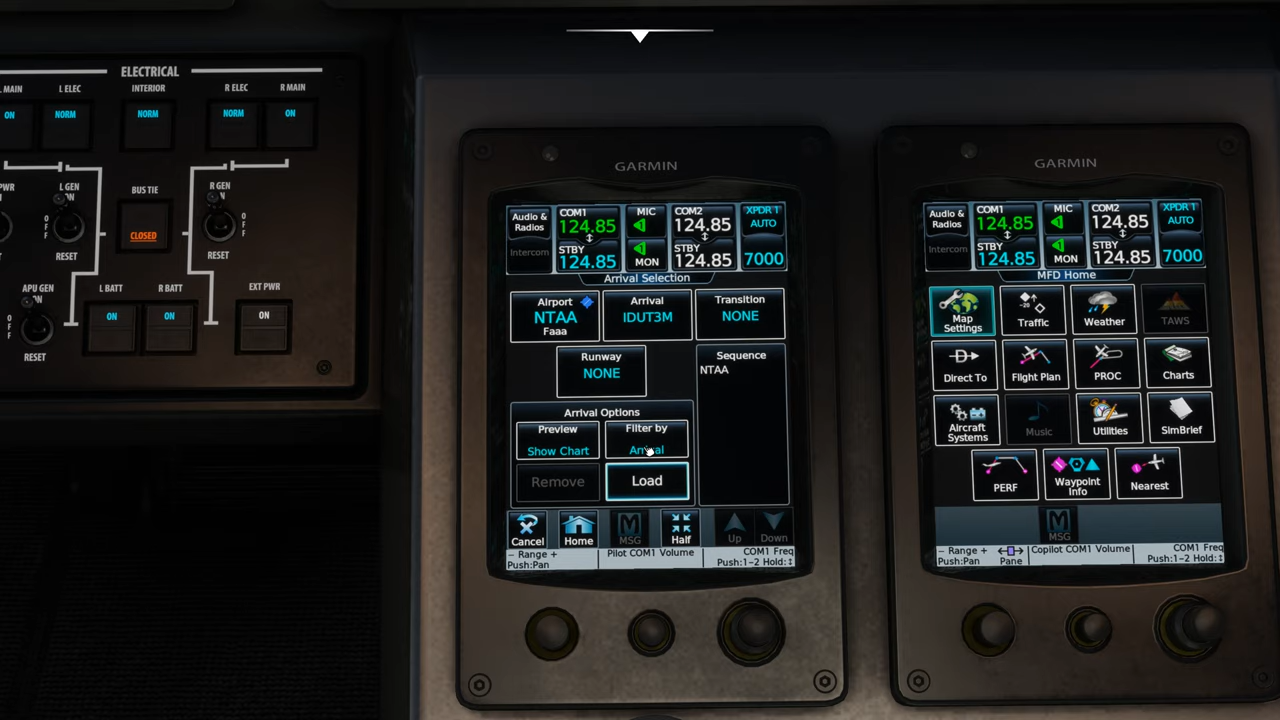 ELECTRICAL
MAIN
L ELEC
INTERIOR
R ELEC
R MAIN
ON
NORM
NORM
NORM
ON
L GEN
ON
BUS TIE
R GEN
ON
OFF
OFF
CLOSED
RESET
RESET
APU GEN
ON
L BATT
R BATT
EXT PWR
OFF
ON
ON
ON
RESET
GARMIN
Audio & Radios
COM1
124.85
MIC
COM2
124.85
XPDR 1
AUTO
Intercom
STBY
124.85
MON
STBY
124.85
7000
Arrival Selection
Airport
NTAA
Faaa
Arrival
IDUT3M
Transition
NONE
Runway
NONE
Sequence
NTAA
Arrival Options
Preview
Show Chart
Filter by
Remove
Load
Cancel
Home
MSG
Half
Up
Down
- Range +
Push:Pan
Pilot COM1 Volume
COM1 Freq
Push:1-2 Hold:↕
GARMIN
Audio & Radios
COM1
124.85
MIC
COM2
124.85
XPDR 1
AUTO
Intercom
STBY
124.85
MON
STBY
124.85
7000
MFD Home
Map Settings
Traffic
Weather
TAWS
Direct To
Flight Plan
PROC
Charts
Aircraft Systems
Music
Utilities
SimBrief
PERF
Waypoint Info
Nearest
MSG
- Range +
Push:Pan
Pane
Copilot COM1 Volume
COM1 Freq
Push:1-2 Hold:↕